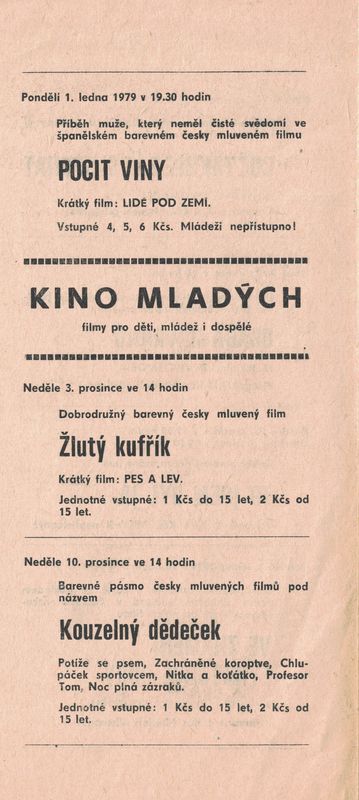 Pondělí 1. ledna 1979 v 19.30 hodin
Příběh muže, který neměl čisté svědomí ve
španělském barevném česky mluveném filmu
POCIT VINY
Krátký film: LIDÉ POD ZEMÍ.
Vstupné 4, 5, 6 Kčs. Mládeži nepřístupno!
KINO MLADÝCH
filmy pro děti, mládež i dospělé
Neděle 3. prosince ve 14 hodin
Dobrodružný barevný česky mluvený film
Žlutý kufřík
Krátký film: PES A LEV.
Jednotné vstupné: 1 Kčs do 15 let, 2 Kčs od
15 let.
Neděle 10. prosince ve 14 hodin
Barevné pásmo česky mluvených filmů pod
názvem
Kouzelný dědeček
Potíže se psem, Zachráněné koroptve, Chlu-
páček sportovcem, Nitka a koťátko, Profesor
Tom, Noc plná zázraků.
Jednotné vstupné: 1 Kčs do 15 let, 2 Kčs od
15 let.